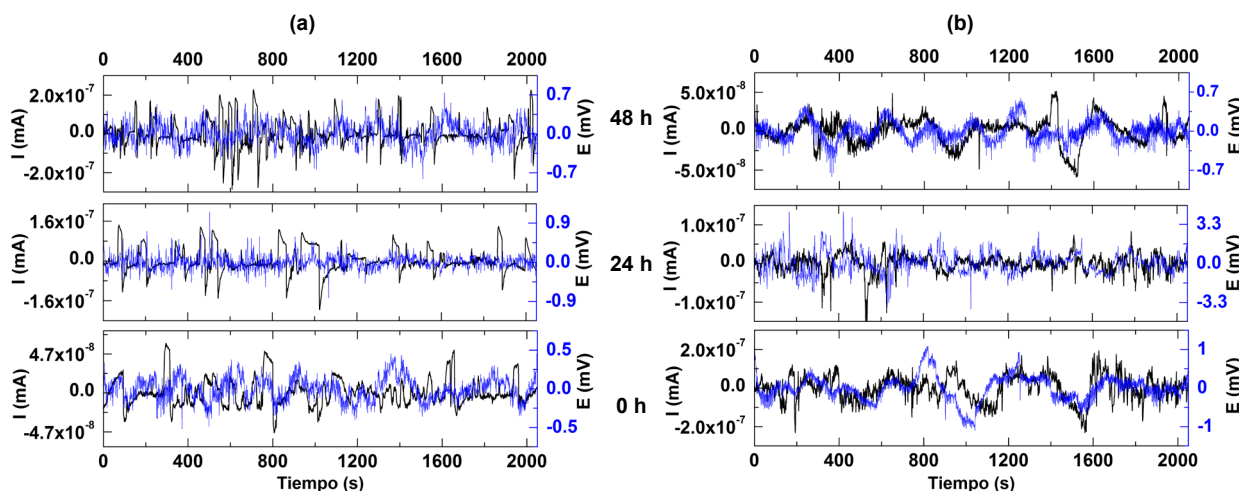 (a)
(b)
0 400 800 1200 1600 2000
0 400 800 1200 1600 2000
I (mA)
2.0x10⁻⁷
0.0
-2.0x10⁻⁷
0.7
0.0
-0.7
E (mV)
48 h
I (mA)
5.0x10⁻⁸
0.0
-5.0x10⁻⁸
0.7
0.0
-0.7
E (mV)
I (mA)
1.6x10⁻⁷
0.0
-1.6x10⁻⁷
0.9
0.0
-0.9
E (mV)
24 h
I (mA)
1.0x10⁻⁷
0.0
-1.0x10⁻⁷
3.3
0.0
-3.3
E (mV)
I (mA)
4.7x10⁻⁸
0.0
-4.7x10⁻⁸
0.5
0.0
-0.5
E (mV)
0 h
I (mA)
2.0x10⁻⁷
0.0
-2.0x10⁻⁷
1
0
-1
E (mV)
0 400 800 1200 1600 2000
Tiempo (s)
0 400 800 1200 1600 2000
Tiempo (s)